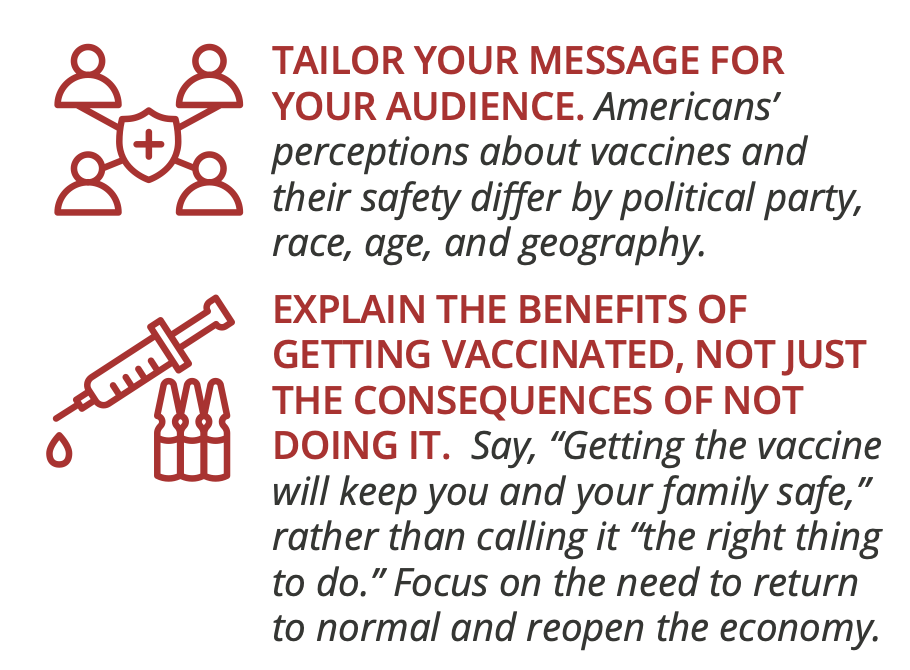 TAILOR YOUR MESSAGE FOR
YOUR AUDIENCE. Americans’
perceptions about vaccines and
their safety differ by political party,
race, age, and geography.
EXPLAIN THE BENEFITS OF
GETTING VACCINATED, NOT JUST
THE CONSEQUENCES OF NOT
DOING IT. Say, “Getting the vaccine
will keep you and your family safe,”
rather than calling it “the right thing
to do.” Focus on the need to return
to normal and reopen the economy.